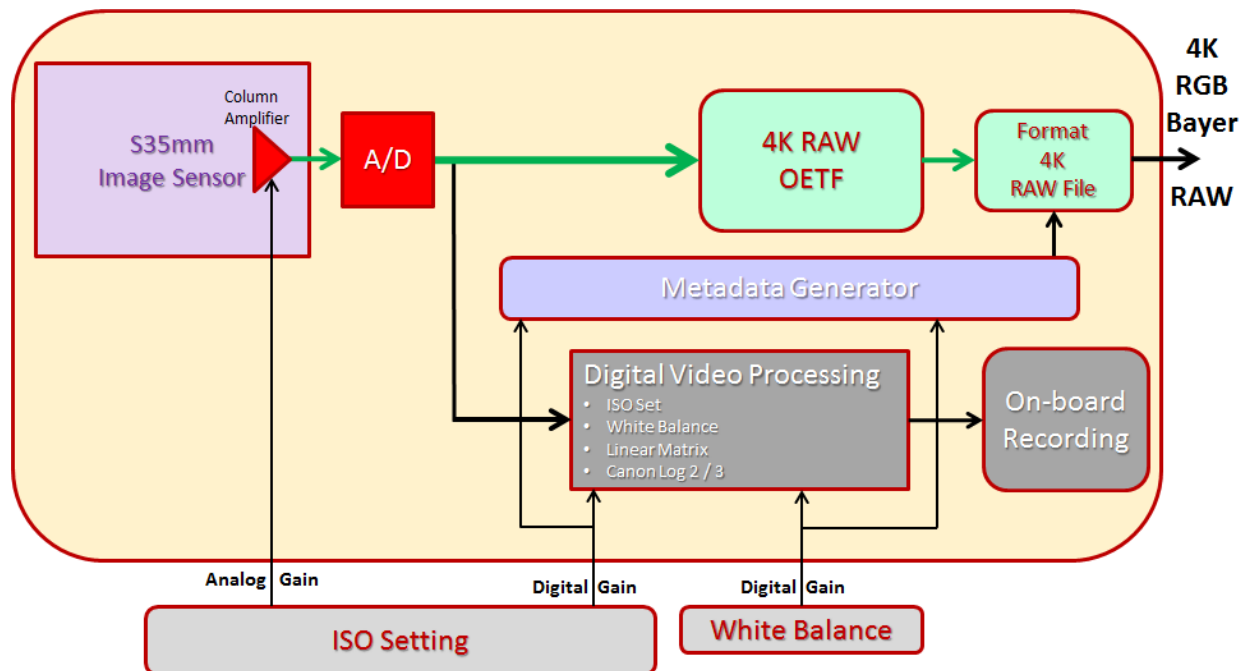 Column
Amplifier
S35mm
Image Sensor
A/D
4K RAW
OETF
Format
4K
RAW File
4K
RGB
Bayer
RAW
Metadada Generator
Digital Video Processing
• ISO Set
• White Balance
• Linear Matrix
• Canon Log 2 / 3
On-board
Recording
Analog Gain
Digital Gain
Digital Gain
ISO Setting
White Balance